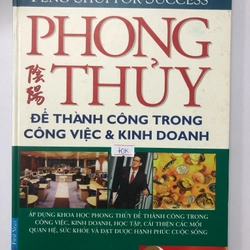 FENG SHUI FOR SUCCESS
PHONG
陰陽 THỦY
ĐỂ THÀNH CÔNG TRONG
CÔNG VIỆC & KINH DOANH
ÁP DỤNG KHOA HỌC PHONG THỦY ĐỂ THÀNH CÔNG TRONG
CÔNG VIỆC, KINH DOANH, HỌC TẬP, CẢI THIỆN CÁC MỐI
QUAN HỆ, SỨC KHỎE VÀ ĐẠT ĐƯỢC HẠNH PHÚC CUỘC SỐNG
First News